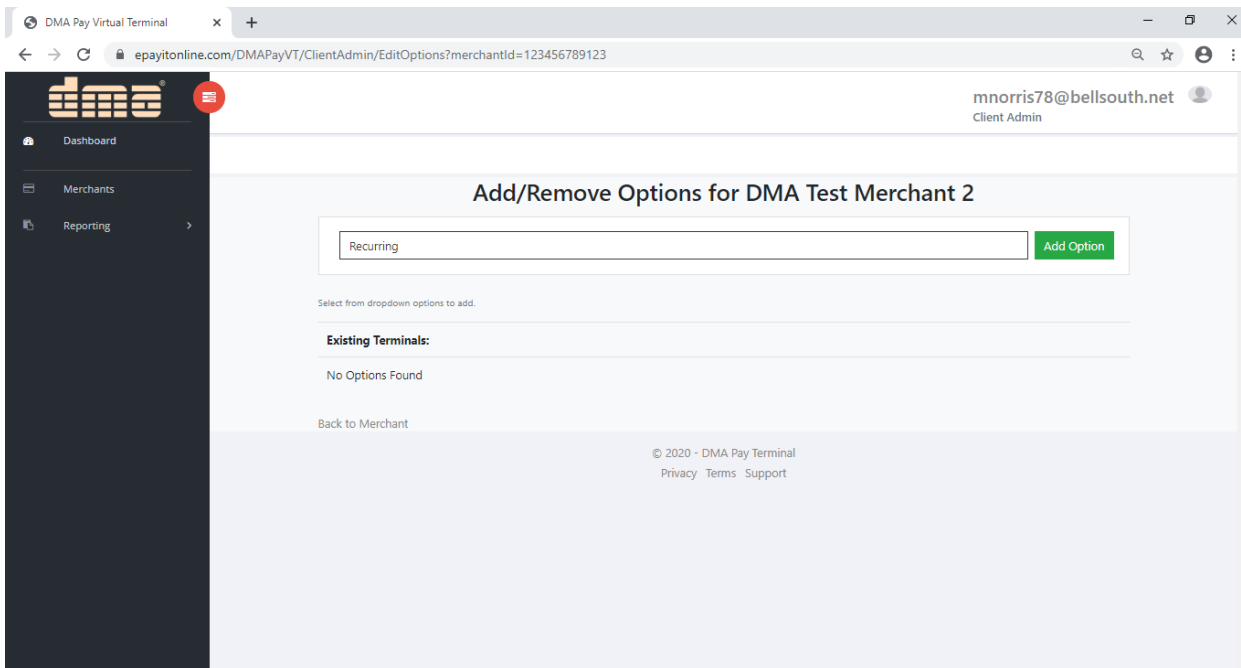 DMA Pay Virtual Terminal
epayitonline.com/DMAPayVT/ClientAdmin/EditOptions?merchantId=123456789123
dma®
mnorris78@bellsouth.net
Client Admin
Dashboard
Merchants
Reporting
Add/Remove Options for DMA Test Merchant 2
Recurring
Add Option
Select from dropdown options to add.
Existing Terminals:
No Options Found
Back to Merchant
© 2020 - DMA Pay Terminal
Privacy Terms Support